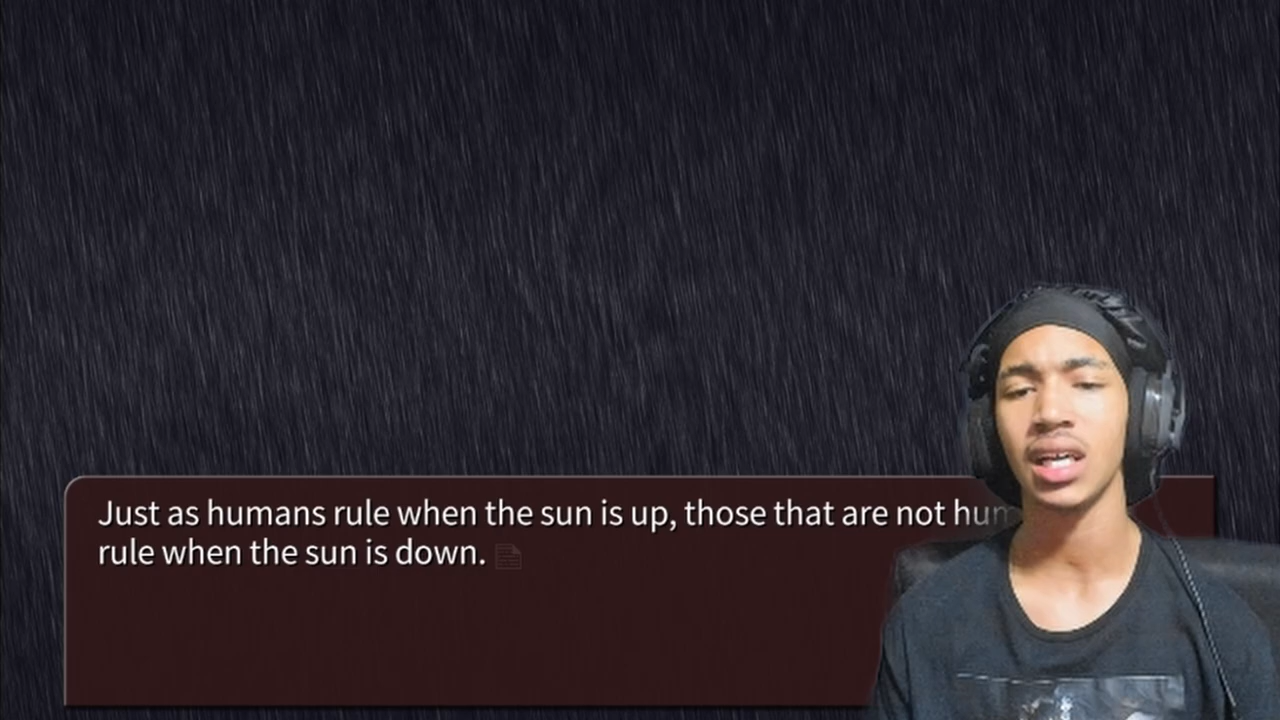 Just as humans rule when the sun is up, those that are not
rule when the sun is down.